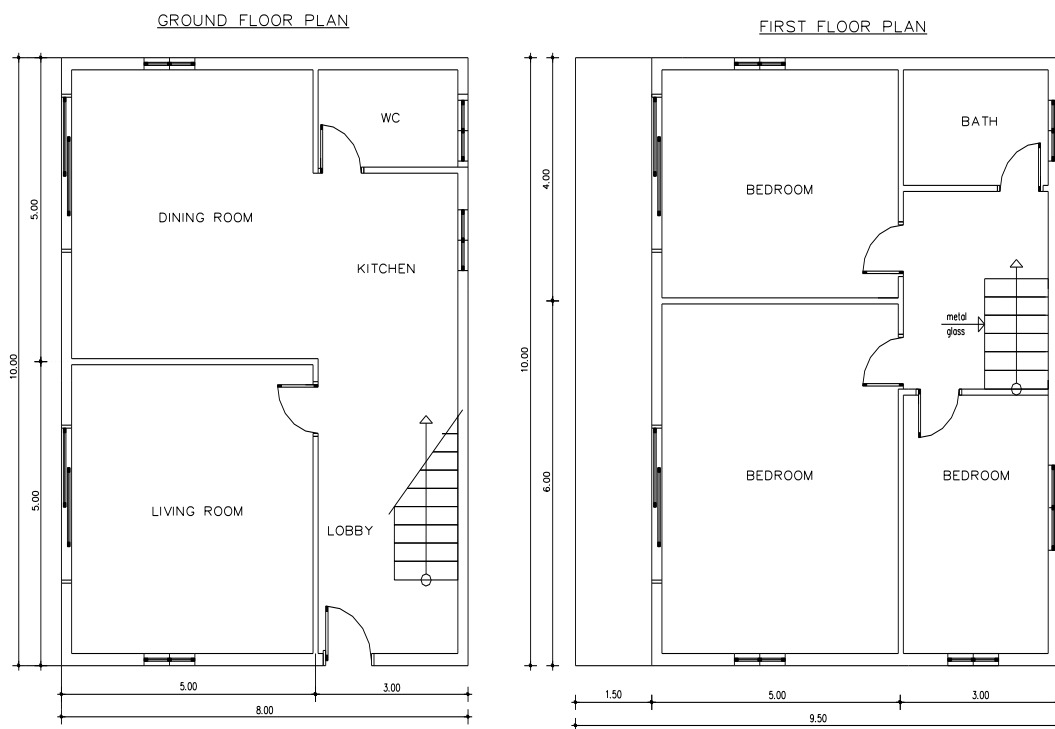 GROUND FLOOR PLAN
WC
DINING ROOM
KITCHEN
LIVING ROOM
LOBBY
10.00
5.00
5.00
5.00
3.00
8.00
FIRST FLOOR PLAN
BATH
BEDROOM
metal
glass
BEDROOM
BEDROOM
10.00
4.00
6.00
1.50
5.00
3.00
9.50